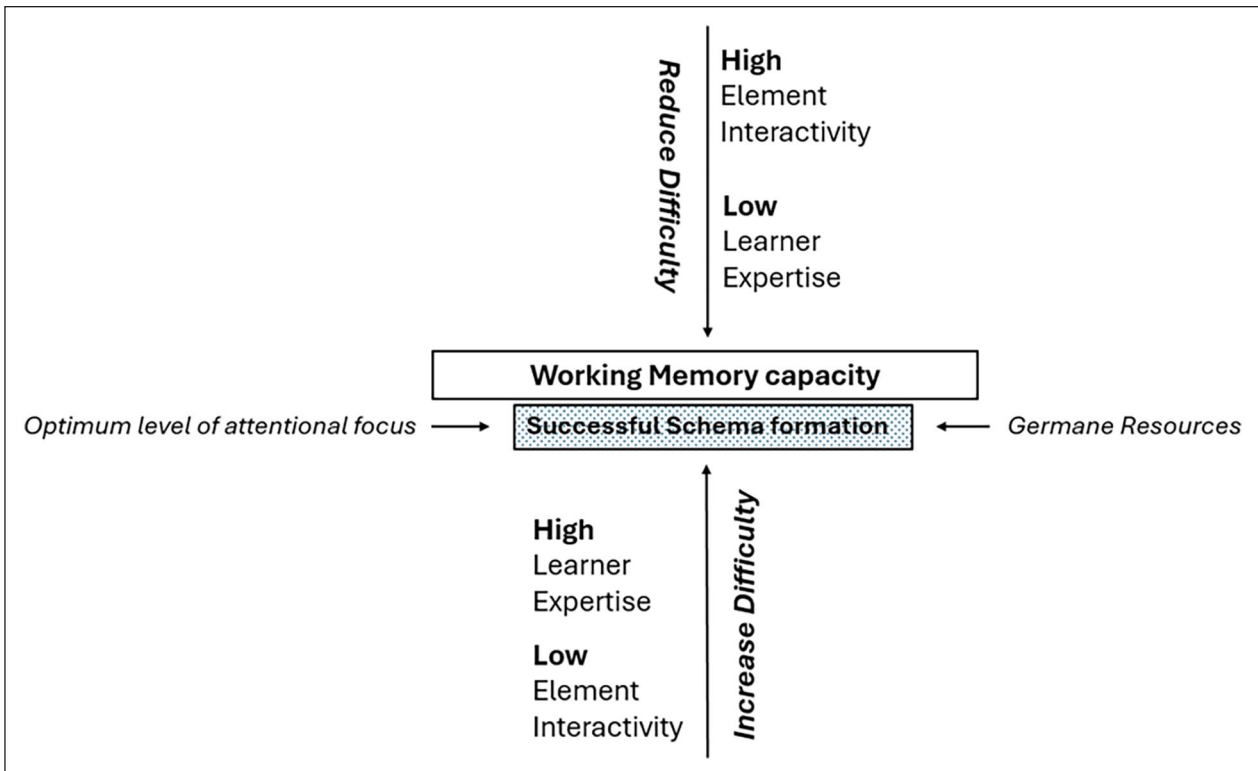 Reduce Difficulty
High
Element
Interactivity
Low
Learner
Expertise
Working Memory capacity
Optimum level of attentional focus
Successful Schema formation
Germane Resources
High
Learner
Expertise
Low
Element
Interactivity
Increase Difficulty